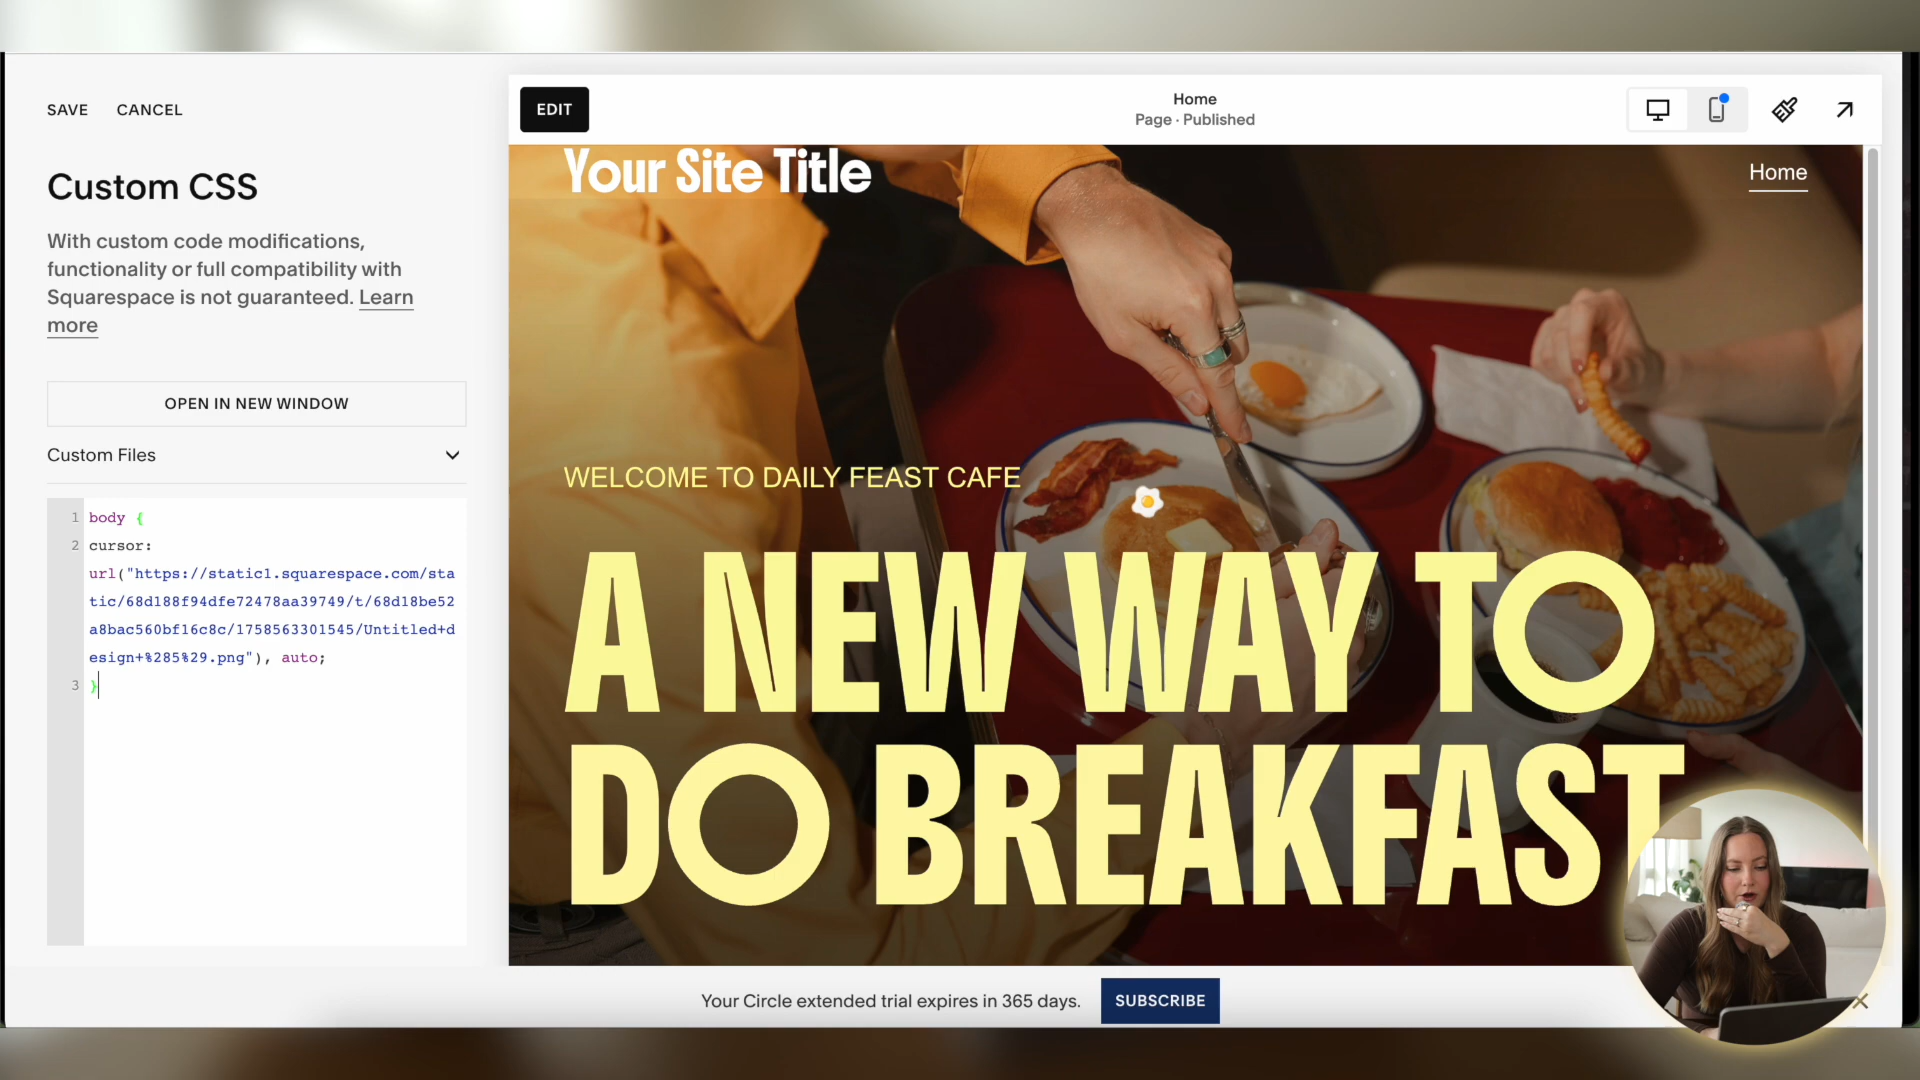 SAVE CANCEL
Custom CSS
With custom code modifications,
functionality or full compatibility with
Squarespace is not guaranteed. Learn
more
OPEN IN NEW WINDOW
Custom Files
1 body {
2 cursor:
url("https://static1.squarespace.com/sta
tic/68d188f94dfe72478aa39749/t/68d18be52
a8bac560bf16c8c/1758563301545/Untitled+d
esign+%285%29.png"), auto;
3 }
EDIT
Home
Page · Published
Your Site Title
Home
WELCOME TO DAILY FEAST CAFE
A NEW WAY TO
DO BREAKFAST
Your Circle extended trial expires in 365 days.
SUBSCRIBE